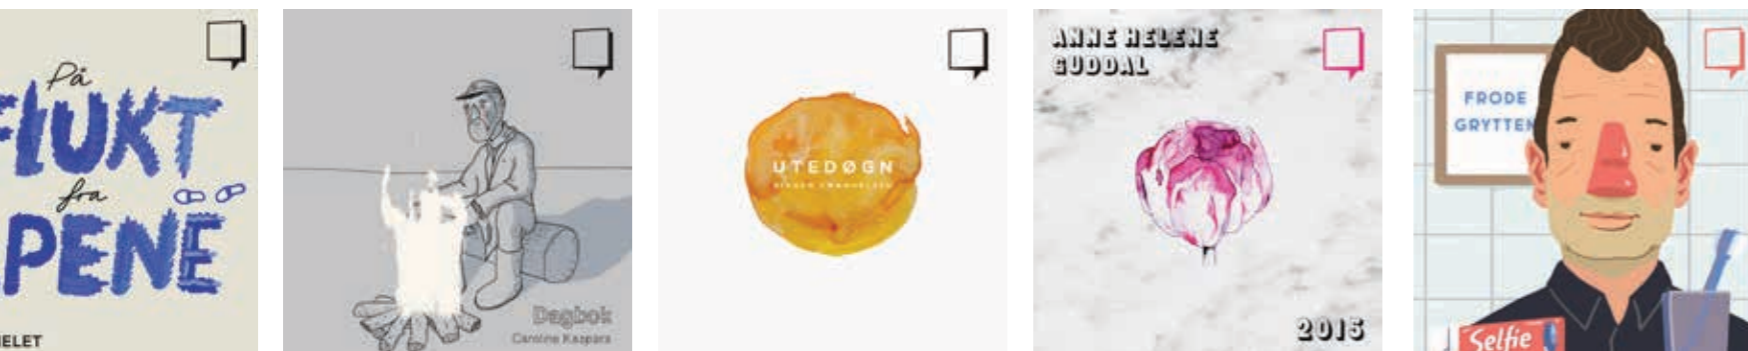 På
FLUKT
fra
PENE
ELET
Dagbok
Caroline Kaspara
UTEDØGN
ANNE HELENE
GUDDAL
2015
FRODE
GRYTTEN
Selfie